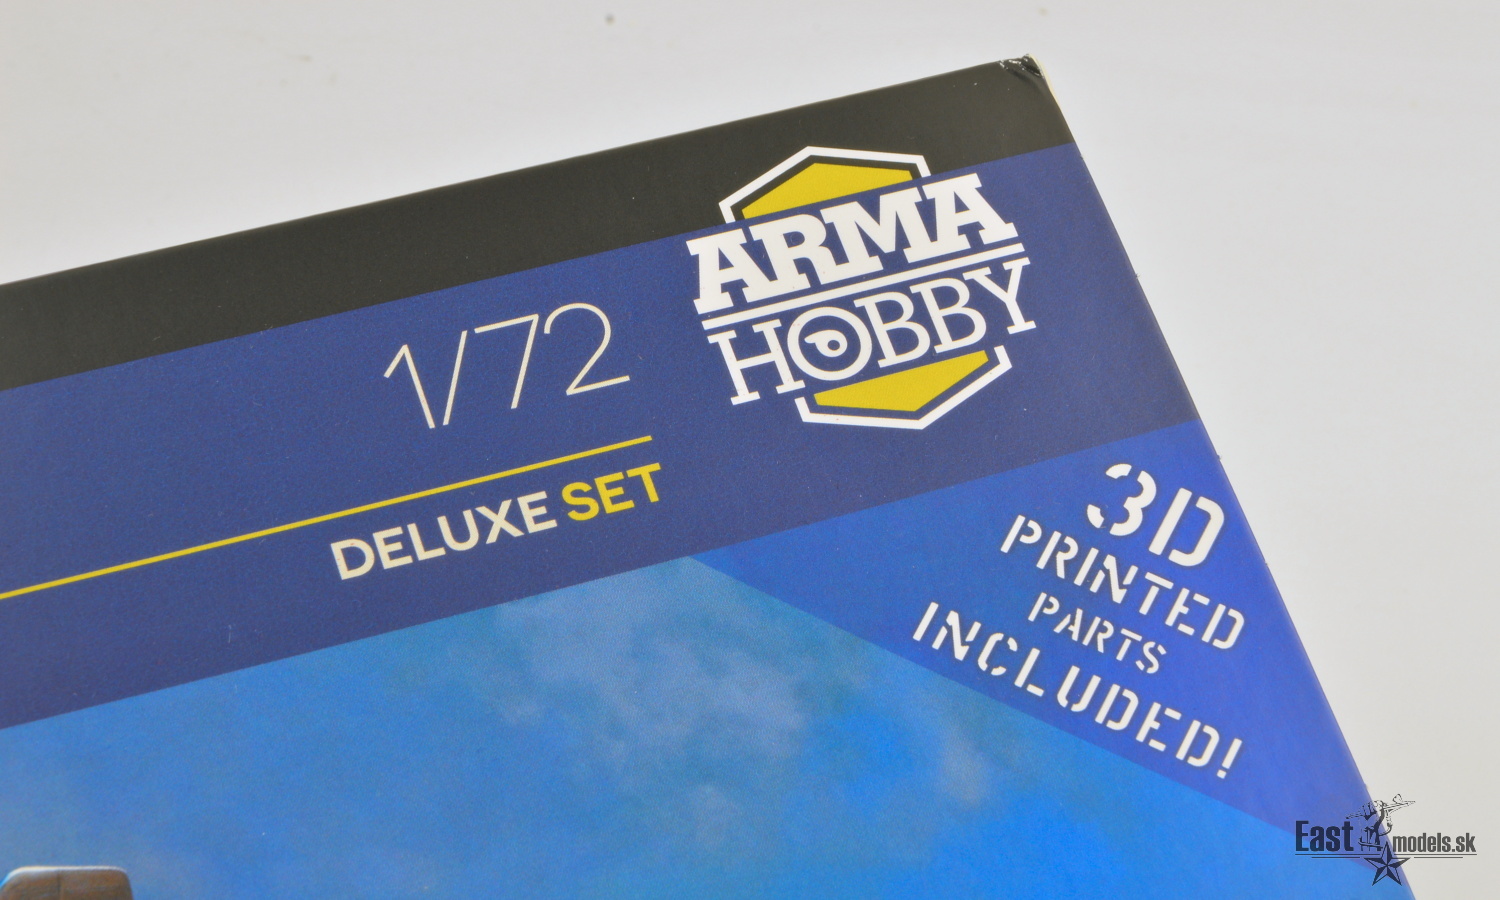 ARMA
HOBBY
1/72
DELUXE SET
3D
PRINTED
PARTS
INCLUDED!
East models.sk